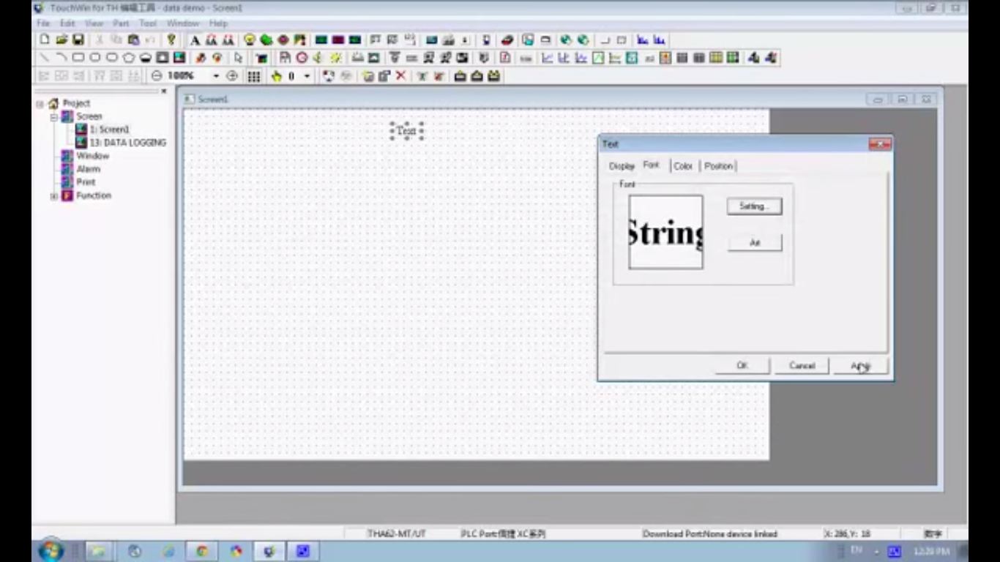 TouchWin for TH 编辑工具 - data demo - Screen1
File Edit View Part Tool Window Help
100%
0
Project
Screen
1: Screen1
13: DATA LOGGING
Window
Alarm
Print
Function
Screen1
Text
Text
Display Font Color Position
Font
String
Setting...
Art
OK Cancel Apply
THA62-MT/UT PLC Port:信捷 XC系列 Download Port:None device linked X: 286,Y: 18 数字
EN 12:39 PM